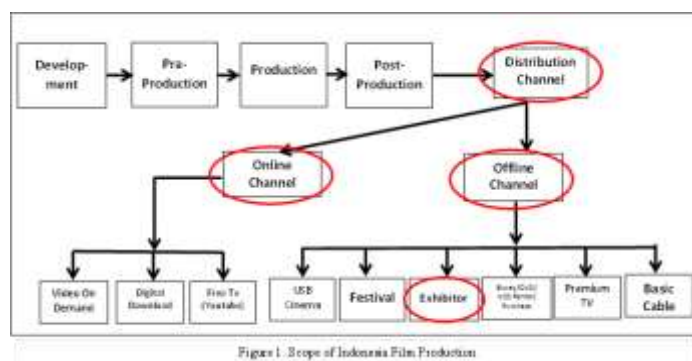 Develop-
ment
Pra-
Production
Production
Post-
Production
Distribution
Channel
Online
Channel
Offline
Channel
Video On
Demand
Digital
Download
Free To
(Youtube)
USB
Cinema
Festival
Exhibitor
Premium
TV
Basic
Cable
Figure 1. Scope of Indonesia Film Production